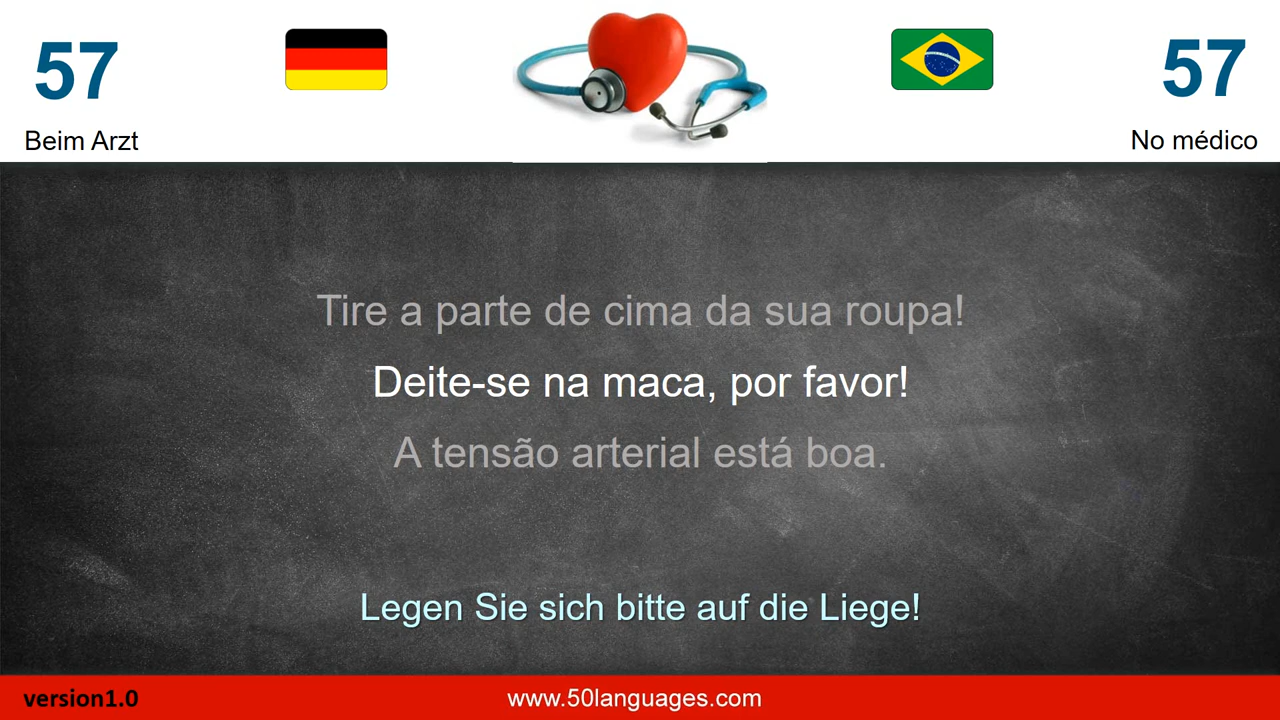 57
57
Beim Arzt
No médico
Tire a parte de cima da sua roupa!
Deite-se na maca, por favor!
A tensão arterial está boa.
Legen Sie sich bitte auf die Liege!
version1.0
www.50languages.com